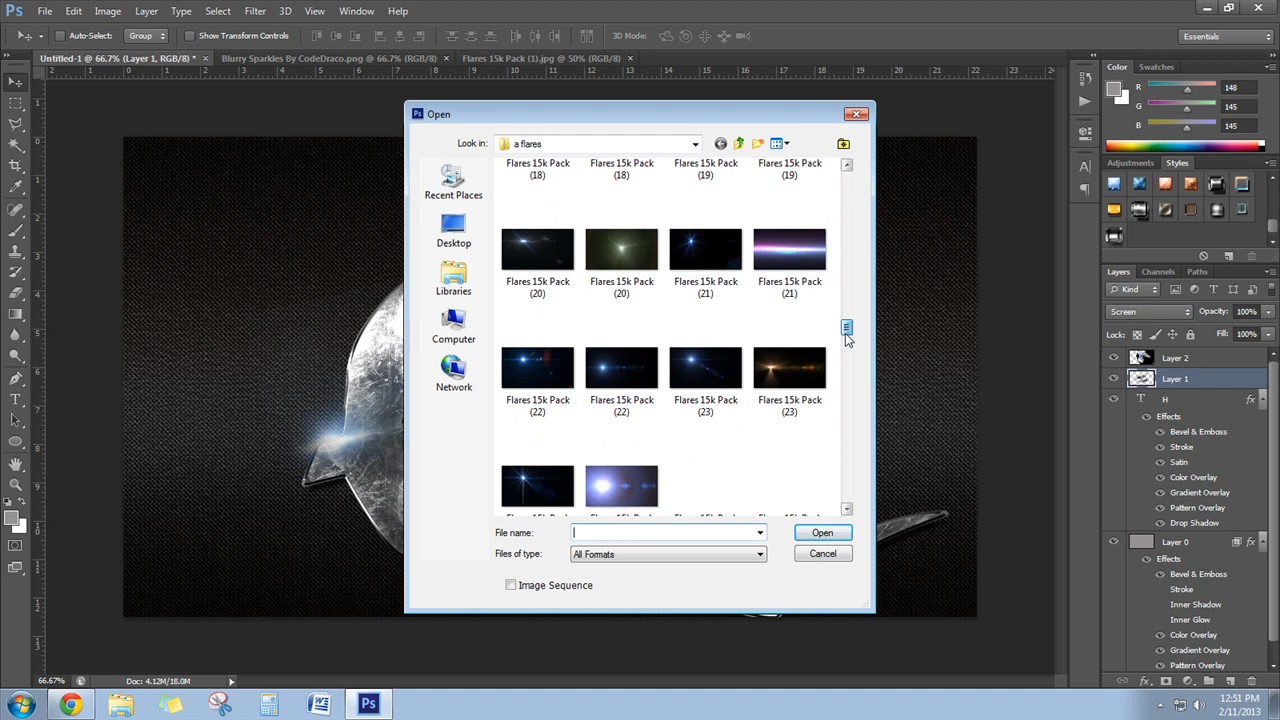 Ps File Edit Image Layer Type Select Filter 3D View Window Help
Auto-Select: Group Show Transform Controls 3D Mode: Essentials
Untitled-1 @ 66.7% (Layer 1, RGB/8) * × Blurry Sparkles By CodeDraco.png @ 66.7% (RGB/8) × Flares 15k Pack (1).jpg @ 50% (RGB/8) ×
Color Swatches
R 148
G 145
B 145
Adjustments Styles
Layers Channels Paths
Kind
Screen Opacity: 100%
Lock: Fill: 100%
Layer 2
Layer 1
T H fx
Effects
Bevel & Emboss
Stroke
Satin
Color Overlay
Gradient Overlay
Pattern Overlay
Drop Shadow
Layer 0 fx
Effects
Bevel & Emboss
Stroke
Inner Shadow
Inner Glow
Color Overlay
Gradient Overlay
Pattern Overlay
Open
Look in: a flares
Recent Places
Desktop
Libraries
Computer
Network
Flares 15k Pack (18) Flares 15k Pack (18) Flares 15k Pack (19) Flares 15k Pack (19)
Flares 15k Pack (20) Flares 15k Pack (20) Flares 15k Pack (21) Flares 15k Pack (21)
Flares 15k Pack (22) Flares 15k Pack (22) Flares 15k Pack (23) Flares 15k Pack (23)
File name: Open
Files of type: All Formats Cancel
Image Sequence
66.67% Doc: 4.12M/18.0M
12:51 PM
2/11/2013